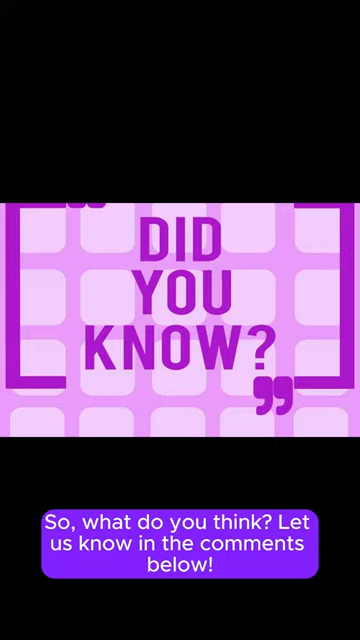 DID
YOU
KNOW?
So, what do you think? Let
us know in the comments
below!